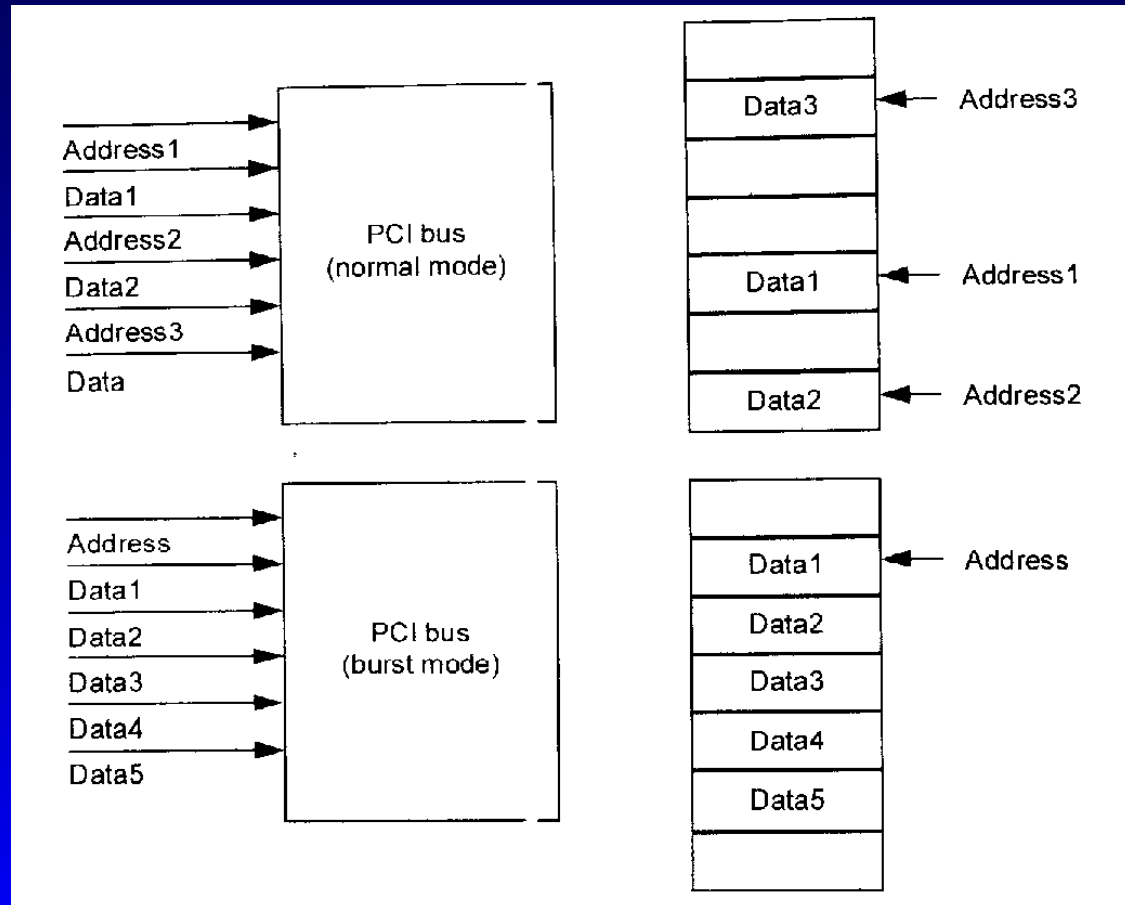 Address1
Data1
Address2
Data2
Address3
Data
PCI bus
(normal mode)
Data3
Data1
Data2
Address3
Address1
Address2
Address
Data1
Data2
Data3
Data4
Data5
PCI bus
(burst mode)
Data1
Data2
Data3
Data4
Data5
Address